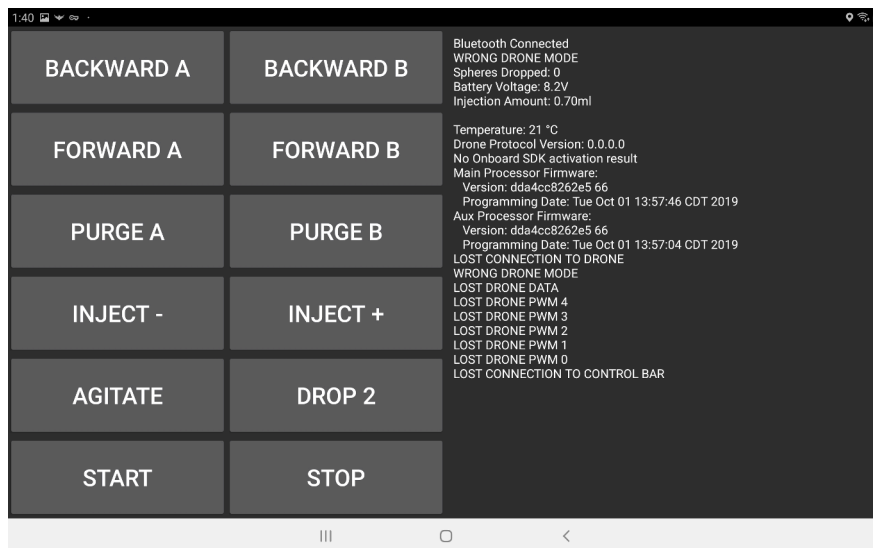 1:40
BACKWARD A
BACKWARD B
FORWARD A
FORWARD B
PURGE A
PURGE B
INJECT -
INJECT +
AGITATE
DROP 2
START
STOP
Bluetooth Connected
WRONG DRONE MODE
Spheres Dropped: 0
Battery Voltage: 8.2V
Injection Amount: 0.70ml
Temperature: 21 °C
Drone Protocol Version: 0.0.0.0
No Onboard SDK activation result
Main Processor Firmware:
Version: dda4cc8262e5 66
Programming Date: Tue Oct 01 13:57:46 CDT 2019
Aux Processor Firmware:
Version: dda4cc8262e5 66
Programming Date: Tue Oct 01 13:57:04 CDT 2019
LOST CONNECTION TO DRONE
WRONG DRONE MODE
LOST DRONE DATA
LOST DRONE PWM 4
LOST DRONE PWM 3
LOST DRONE PWM 2
LOST DRONE PWM 1
LOST DRONE PWM 0
LOST CONNECTION TO CONTROL BAR